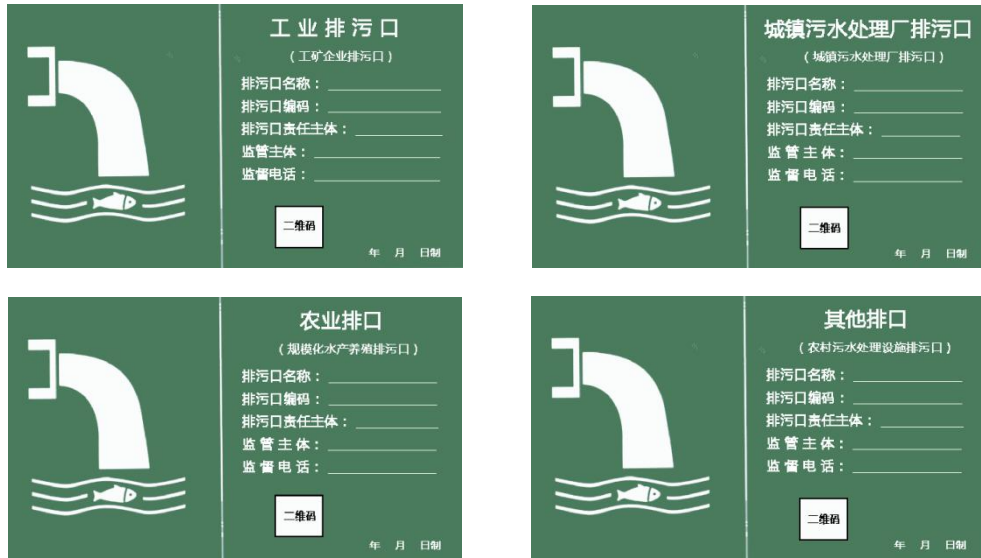 工业排污口
（工矿企业排污口）
排污口名称：
排污口编码：
排污口责任主体：
监管主体：
监督电话：
二维码
年 月 日制
城镇污水处理厂排污口
（城镇污水处理厂排污口）
排污口名称：
排污口编码：
排污口责任主体：
监管主体：
监督电话：
二维码
年 月 日制
农业排口
（规模化水产养殖排污口）
排污口名称：
排污口编码：
排污口责任主体：
监管主体：
监督电话：
二维码
年 月 日制
其他排口
（农村污水处理设施排污口）
排污口名称：
排污口编码：
排污口责任主体：
监管主体：
监督电话：
二维码
年 月 日制